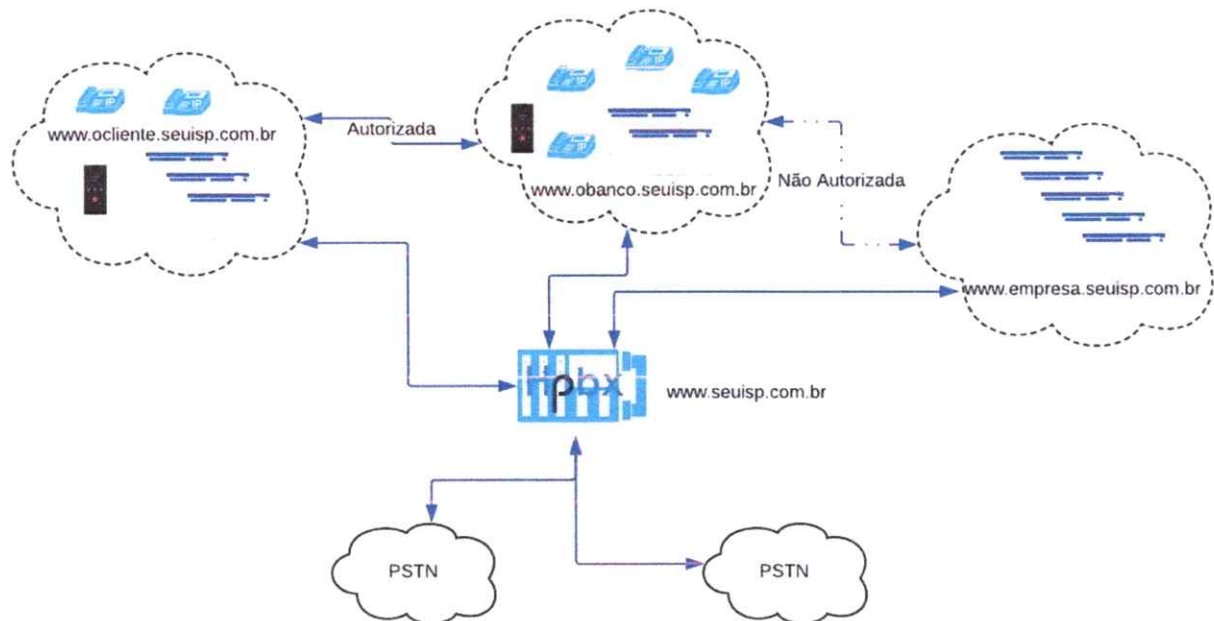 www.ocliente.seuisp.com.br
Autorizada
www.obanco.seuisp.com.br
Não Autorizada
www.empresa.seuisp.com.br
www.seuisp.com.br
PSTN
PSTN